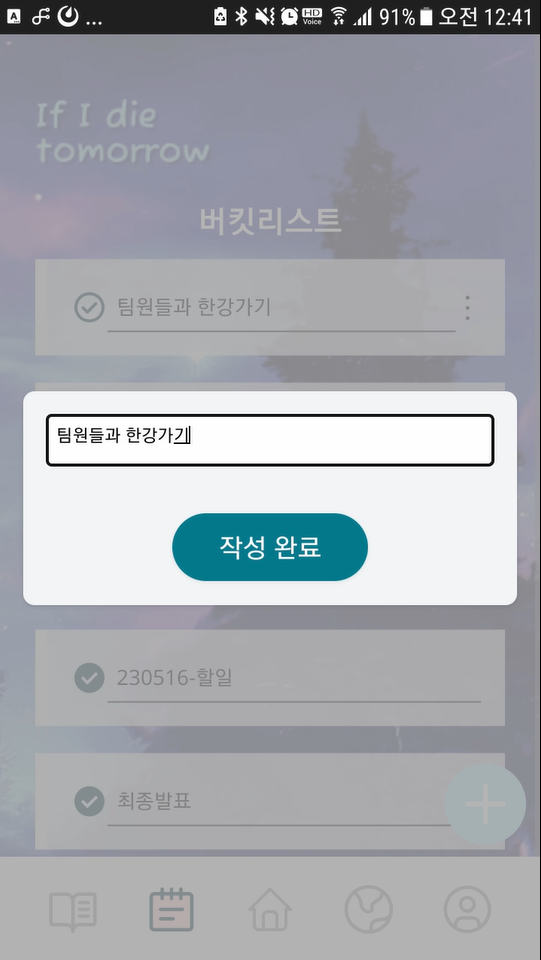 A
... HD Voice 91% 오전 12:41
If I die
tomorrow
버킷리스트
팀원들과 한강가기
팀원들과 한강가기
작성 완료
230516-할일
최종발표